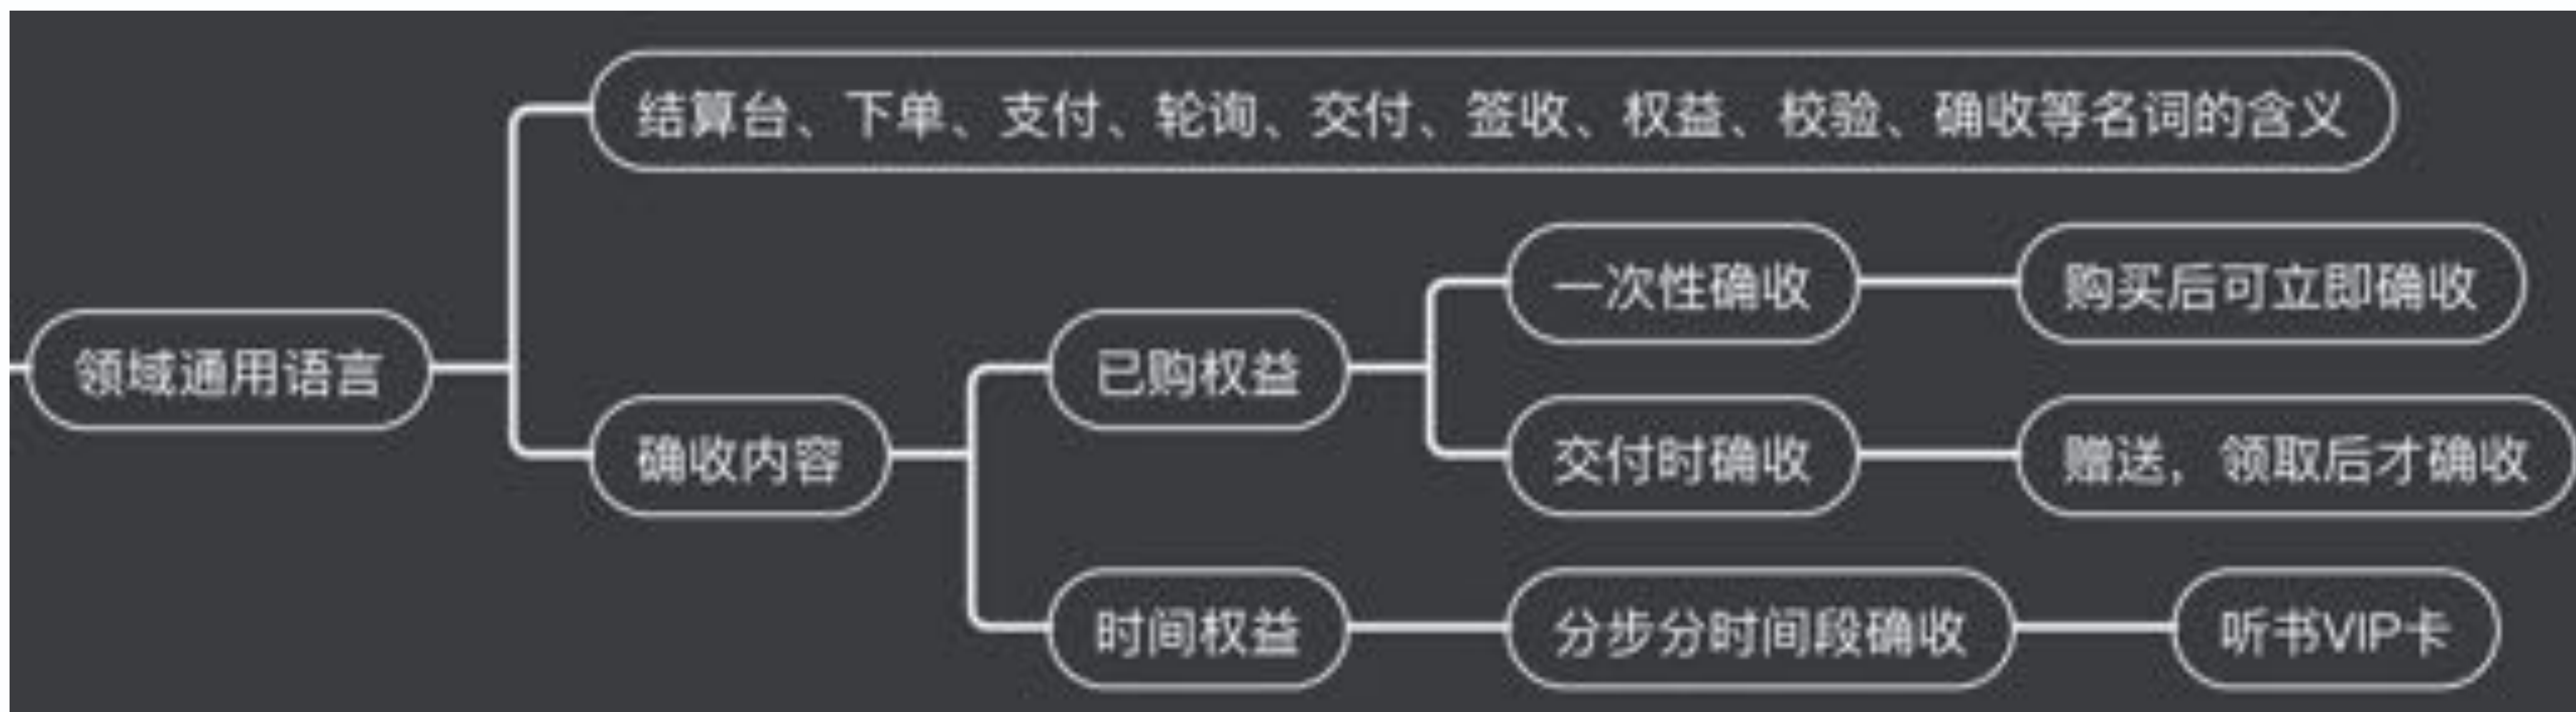 结算台、下单、支付、轮询、交付、签收、权益、校验、确收等名词的含义
领域通用语言
确收内容
已购权益
一次性确收
购买后可立即确收
交付时确收
赠送，领取后才确收
时间权益
分步分时间段确收
听书VIP卡